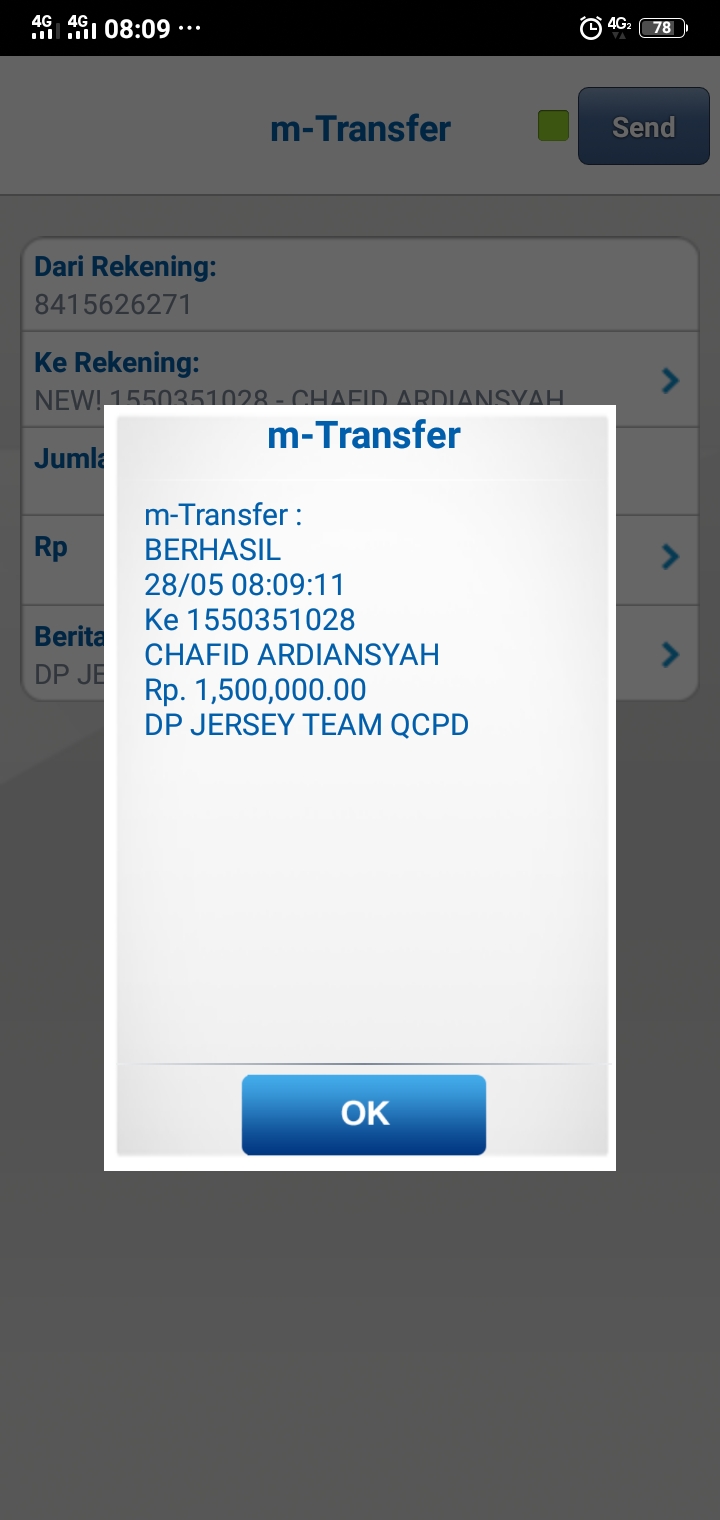 4G 4G 08:09 ... 4G2 78
m-Transfer Send
Dari Rekening:
8415626271
Ke Rekening:
NEW! 1550351028 - CHAFID ARDIANSYAH
Jumla
Rp
Berita
DP JE
m-Transfer
m-Transfer :
BERHASIL
28/05 08:09:11
Ke 1550351028
CHAFID ARDIANSYAH
Rp. 1,500,000.00
DP JERSEY TEAM QCPD
OK